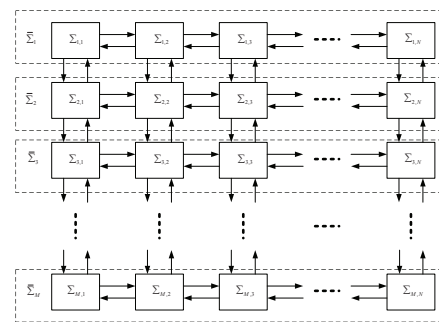 Σ̄₁ Σ₁,₁ Σ₁,₂ Σ₁,₃ Σ₁,N
Σ̄₂ Σ₂,₁ Σ₂,₂ Σ₂,₃ Σ₂,N
Σ̄₃ Σ₃,₁ Σ₃,₂ Σ₃,₃ Σ₃,N
Σ̄M ΣM,₁ ΣM,₂ ΣM,₃ ΣM,N